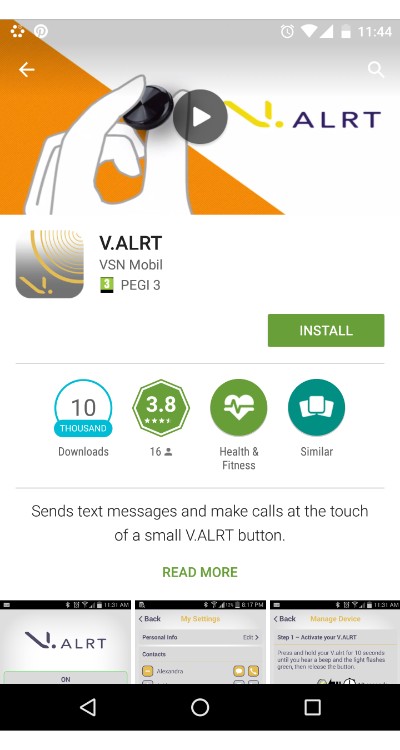 11:44
V.ALRT
V.ALRT
VSN Mobil
3 PEGI 3
INSTALL
10
THOUSAND
Downloads
3.8
16
Health &
Fitness
Similar
Sends text messages and make calls at the touch
of a small V.ALRT button.
READ MORE
11:31 AM
V.ALRT
ON
8:17 PM
Back My Settings
Personal Info Edit >
Contacts
Alexandra
11:31 AM
Back Manage Device
Step 1 – Activate your V.ALRT
Press and hold your V.alrt for 10 seconds
until you hear a beep and the light flashes
green, then release the button.